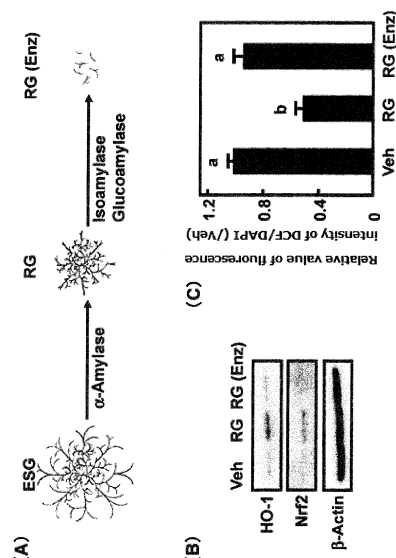 (A)
ESG
α-Amylase
RG
Isoamylase
Glucoamylase
RG (Enz)
(B)
Veh RG RG (Enz)
HO-1
Nrf2
β-Actin
(C)
Relative value of fluorescence
intensity of DCF/DAPI (/Veh)
1.2
0.8
0.4
0
a
b
a
Veh RG RG (Enz)